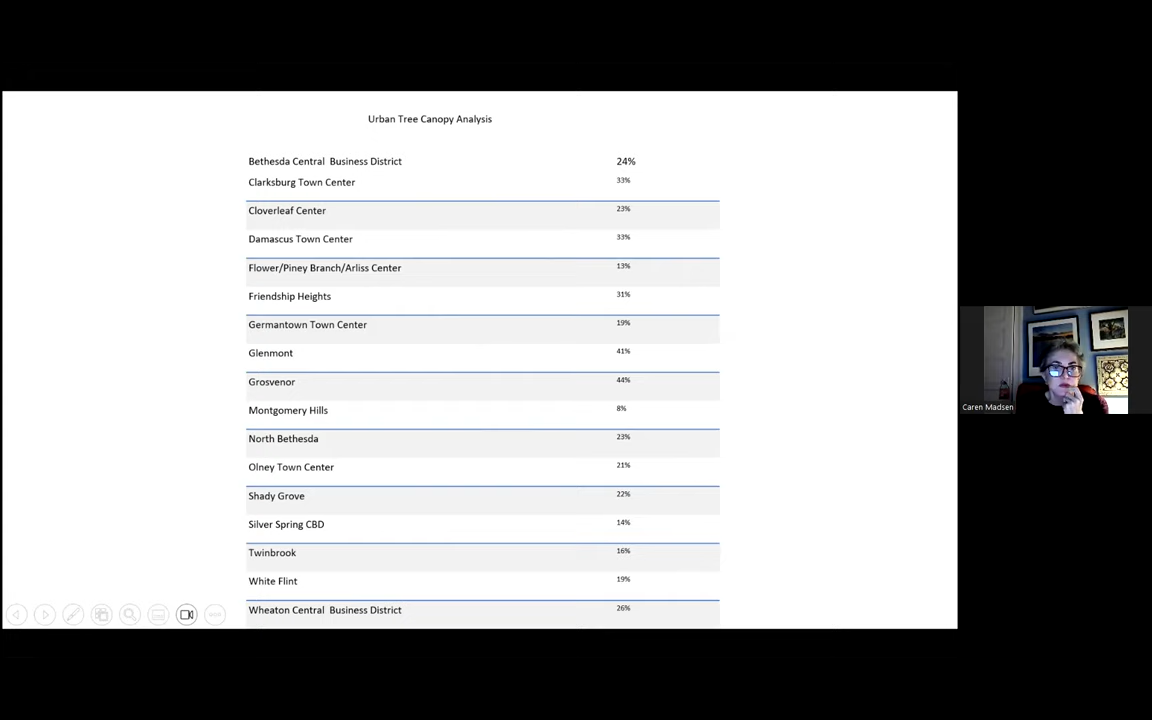 Urban Tree Canopy Analysis
Bethesda Central Business District 24%
Clarksburg Town Center 33%
Cloverleaf Center 23%
Damascus Town Center 33%
Flower/Piney Branch/Arliss Center 13%
Friendship Heights 31%
Germantown Town Center 19%
Glenmont 41%
Grosvenor 44%
Montgomery Hills 8%
North Bethesda 23%
Olney Town Center 21%
Shady Grove 22%
Silver Spring CBD 14%
Twinbrook 16%
White Flint 19%
Wheaton Central Business District 26%
Caren Madsen